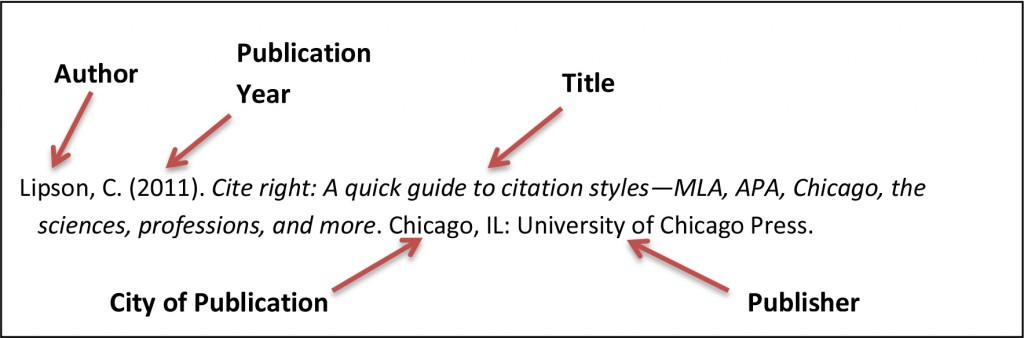 Publication
Year
Author
Title
Lipson, C. (2011). Cite right: A quick guide to citation styles—MLA, APA, Chicago, the
sciences, professions, and more. Chicago, IL: University of Chicago Press.
City of Publication
Publisher